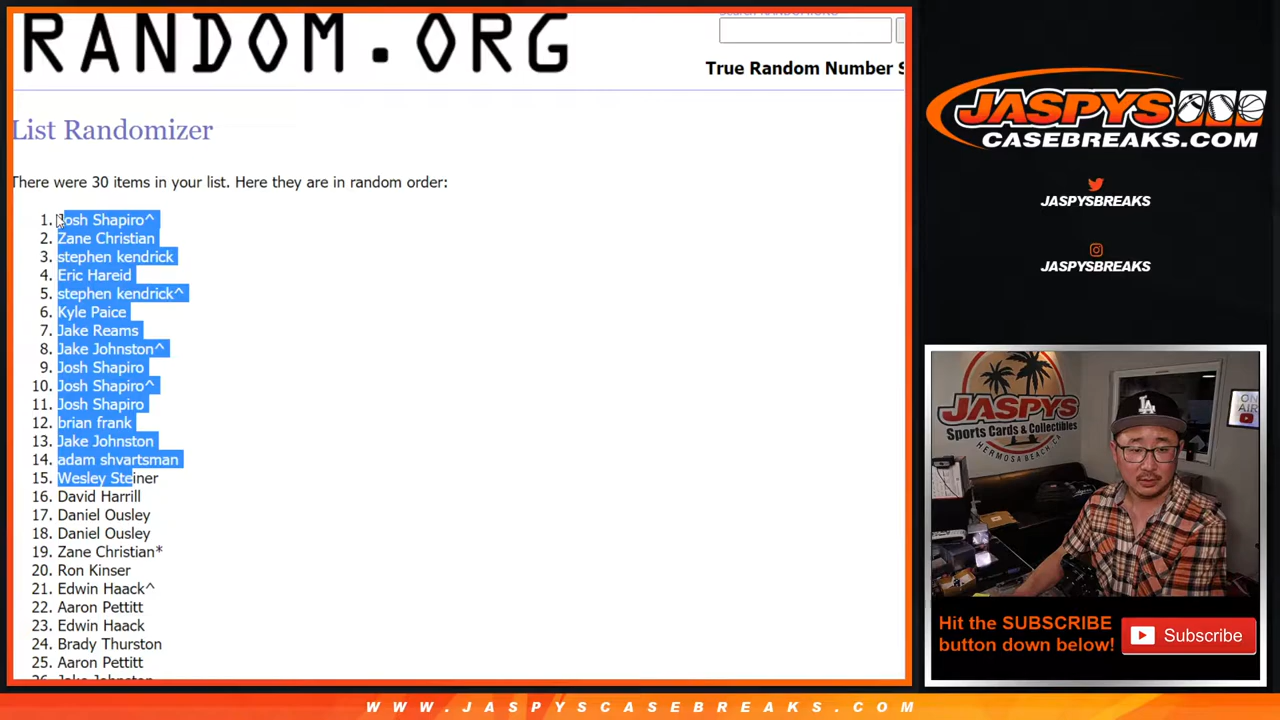 RANDOM.ORG
True Random Number S
List Randomizer
There were 30 items in your list. Here they are in random order:
1. Josh Shapiro^
2. Zane Christian
3. stephen kendrick
4. Eric Hareid
5. stephen kendrick^
6. Kyle Paice
7. Jake Reams
8. Jake Johnston^
9. Josh Shapiro
10. Josh Shapiro^
11. Josh Shapiro
12. brian frank
13. Jake Johnston
14. adam shvartsman
15. Wesley Steiner
16. David Harrill
17. Daniel Ousley
18. Daniel Ousley
19. Zane Christian*
20. Ron Kinser
21. Edwin Haack^
22. Aaron Pettitt
23. Edwin Haack
24. Brady Thurston
25. Aaron Pettitt
JASPYS
CASEBREAKS.COM
JASPYSBREAKS
JASPYSBREAKS
JASPYS
Sports Cards & Collectibles
HERMOSA BEACH CA.
ON
AIR
LA
Hit the SUBSCRIBE
button down below!
Subscribe
WWW.JASPYSCASEBREAKS.COM